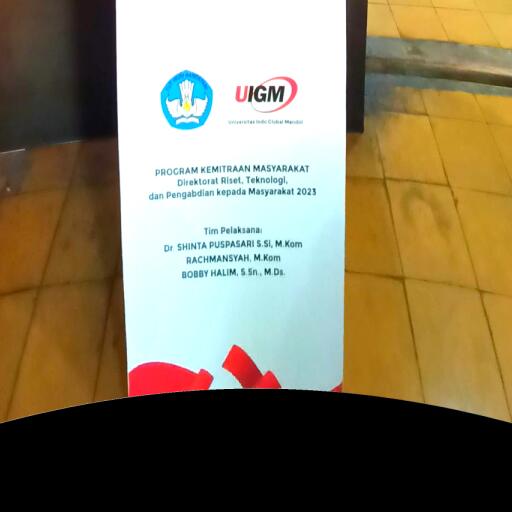 UIGM
Universitas Indo Global Mandiri
PROGRAM KEMITRAAN MASYARAKAT
Direktorat Riset, Teknologi,
dan Pengabdian kepada Masyarakat 2023
Tim Pelaksana:
Dr. SHINTA PUSPASARI S.Si, M.Kom
RACHMANSYAH, M.Kom
BOBBY HALIM, S.Sn., M.Ds.